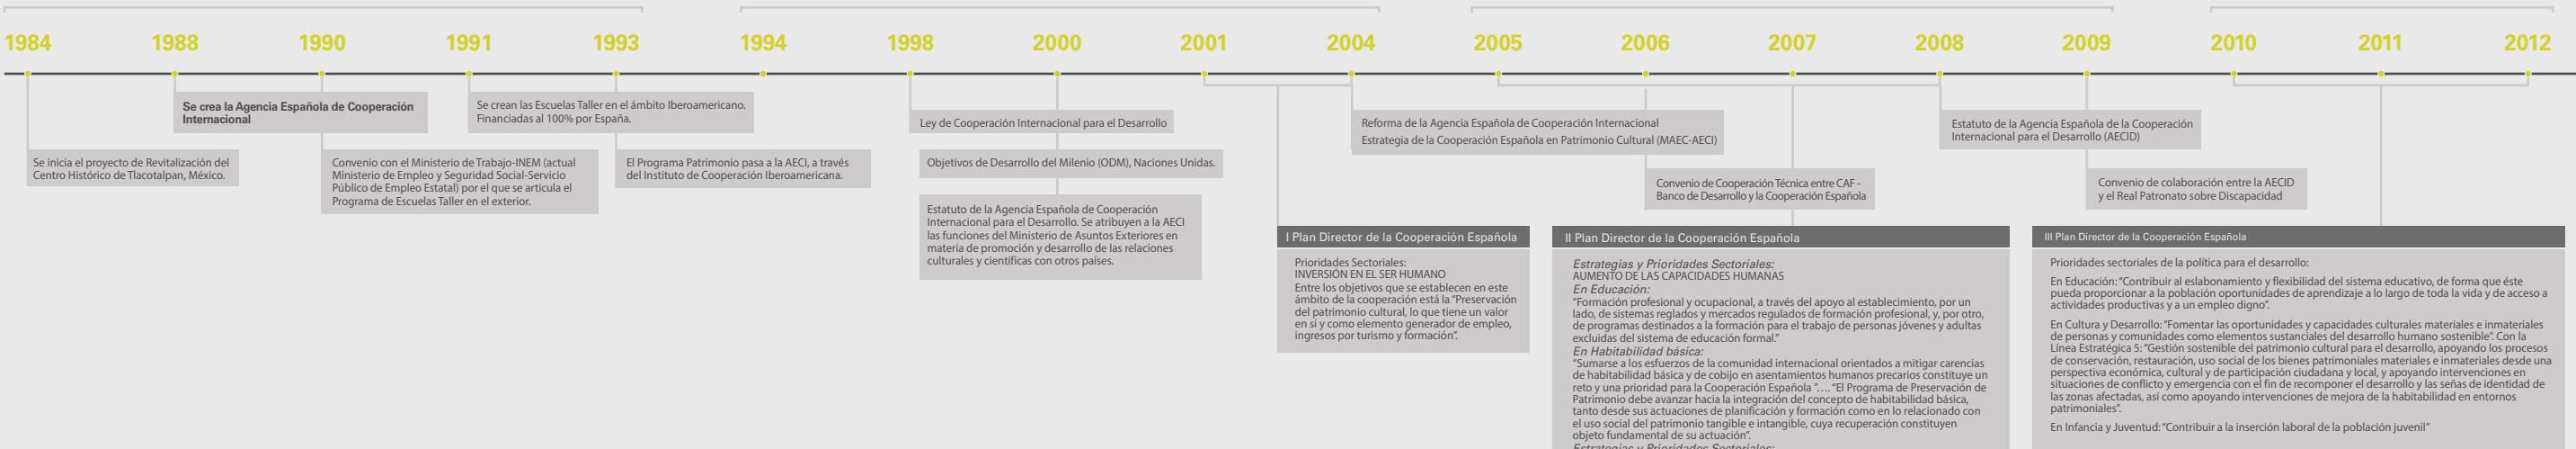 1984 1988 1990 1991 1993 1994 1998 2000 2001 2004 2005 2006 2007 2008 2009 2010 2011 2012
Se inicia el proyecto de Revitalización del
Centro Histórico de Tlacotalpan, México.
Se crea la Agencia Española de Cooperación
Internacional
Convenio con el Ministerio de Trabajo-INEM (actual
Ministerio de Empleo y Seguridad Social-Servicio
Público de Empleo Estatal) por el que se articula el
Programa de Escuelas Taller en el exterior.
Se crean las Escuelas Taller en el ámbito Iberoamericano.
Financiadas al 100% por España.
El Programa Patrimonio pasa a la AECI, a través
del Instituto de Cooperación Iberoamericana.
Ley de Cooperación Internacional para el Desarrollo
Objetivos de Desarrollo del Milenio (ODM), Naciones Unidas.
Estatuto de la Agencia Española de Cooperación
Internacional para el Desarrollo. Se atribuyen a la AECI
las funciones del Ministerio de Asuntos Exteriores en
materia de promoción y desarrollo de las relaciones
culturales y científicas con otros países.
I Plan Director de la Cooperación Española
Prioridades Sectoriales:
INVERSIÓN EN EL SER HUMANO
Entre los objetivos que se establecen en este
ámbito de la cooperación está la “Preservación
del patrimonio cultural, lo que tiene un valor
en sí y como elemento generador de empleo,
ingresos por turismo y formación”.
Reforma de la Agencia Española de Cooperación Internacional
Estrategia de la Cooperación Española en Patrimonio Cultural (MAEC-AECI)
Convenio de Cooperación Técnica entre CAF -
Banco de Desarrollo y la Cooperación Española
II Plan Director de la Cooperación Española
Estrategias y Prioridades Sectoriales:
AUMENTO DE LAS CAPACIDADES HUMANAS
En Educación:
“Formación profesional y ocupacional, a través del apoyo al establecimiento, por un
lado, de sistemas reglados y mercados regulados de formación profesional, y, por otro,
de programas destinados a la formación para el trabajo de personas jóvenes y adultas
excluidas del sistema de educación formal.”
En Habitabilidad básica:
“Sumarse a los esfuerzos de la comunidad internacional orientados a mitigar carencias
de habitabilidad básica y de cobijo en asentamientos humanos precarios constituye un
reto y una prioridad para la Cooperación Española ”…. “El Programa de Preservación de
Patrimonio debe avanzar hacia la integración del concepto de habitabilidad básica,
tanto desde sus actuaciones de planificación y formación como en lo relacionado con
el uso social del patrimonio tangible e intangible, cuya recuperación constituyen
objeto fundamental de su actuación”.
Estrategias y Prioridades Sectoriales:
Estatuto de la Agencia Española de la Cooperación
Internacional para el Desarrollo (AECID)
Convenio de colaboración entre la AECID
y el Real Patronato sobre Discapacidad
III Plan Director de la Cooperación Española
Prioridades sectoriales de la política para el desarrollo:
En Educación: “Contribuir al eslabonamiento y flexibilidad del sistema educativo, de forma que éste
pueda proporcionar a la población oportunidades de aprendizaje a lo largo de toda la vida y de acceso a
actividades productivas y a un empleo digno”.
En Cultura y Desarrollo: “Fomentar las oportunidades y capacidades culturales materiales e inmateriales
de personas y comunidades como elementos sustanciales del desarrollo humano sostenible”. Con la
Línea Estratégica 5: “Gestión sostenible del patrimonio cultural para el desarrollo, apoyando los procesos
de conservación, restauración, uso social de los bienes patrimoniales materiales e inmateriales desde una
perspectiva económica, cultural y de participación ciudadana y local, y apoyando intervenciones en
situaciones de conflicto y emergencia con el fin de recomponer el desarrollo y las señas de identidad de
las zonas afectadas, así como apoyando intervenciones de mejora de la habitabilidad en entornos
patrimoniales”.
En Infancia y Juventud: “Contribuir a la inserción laboral de la población juvenil”